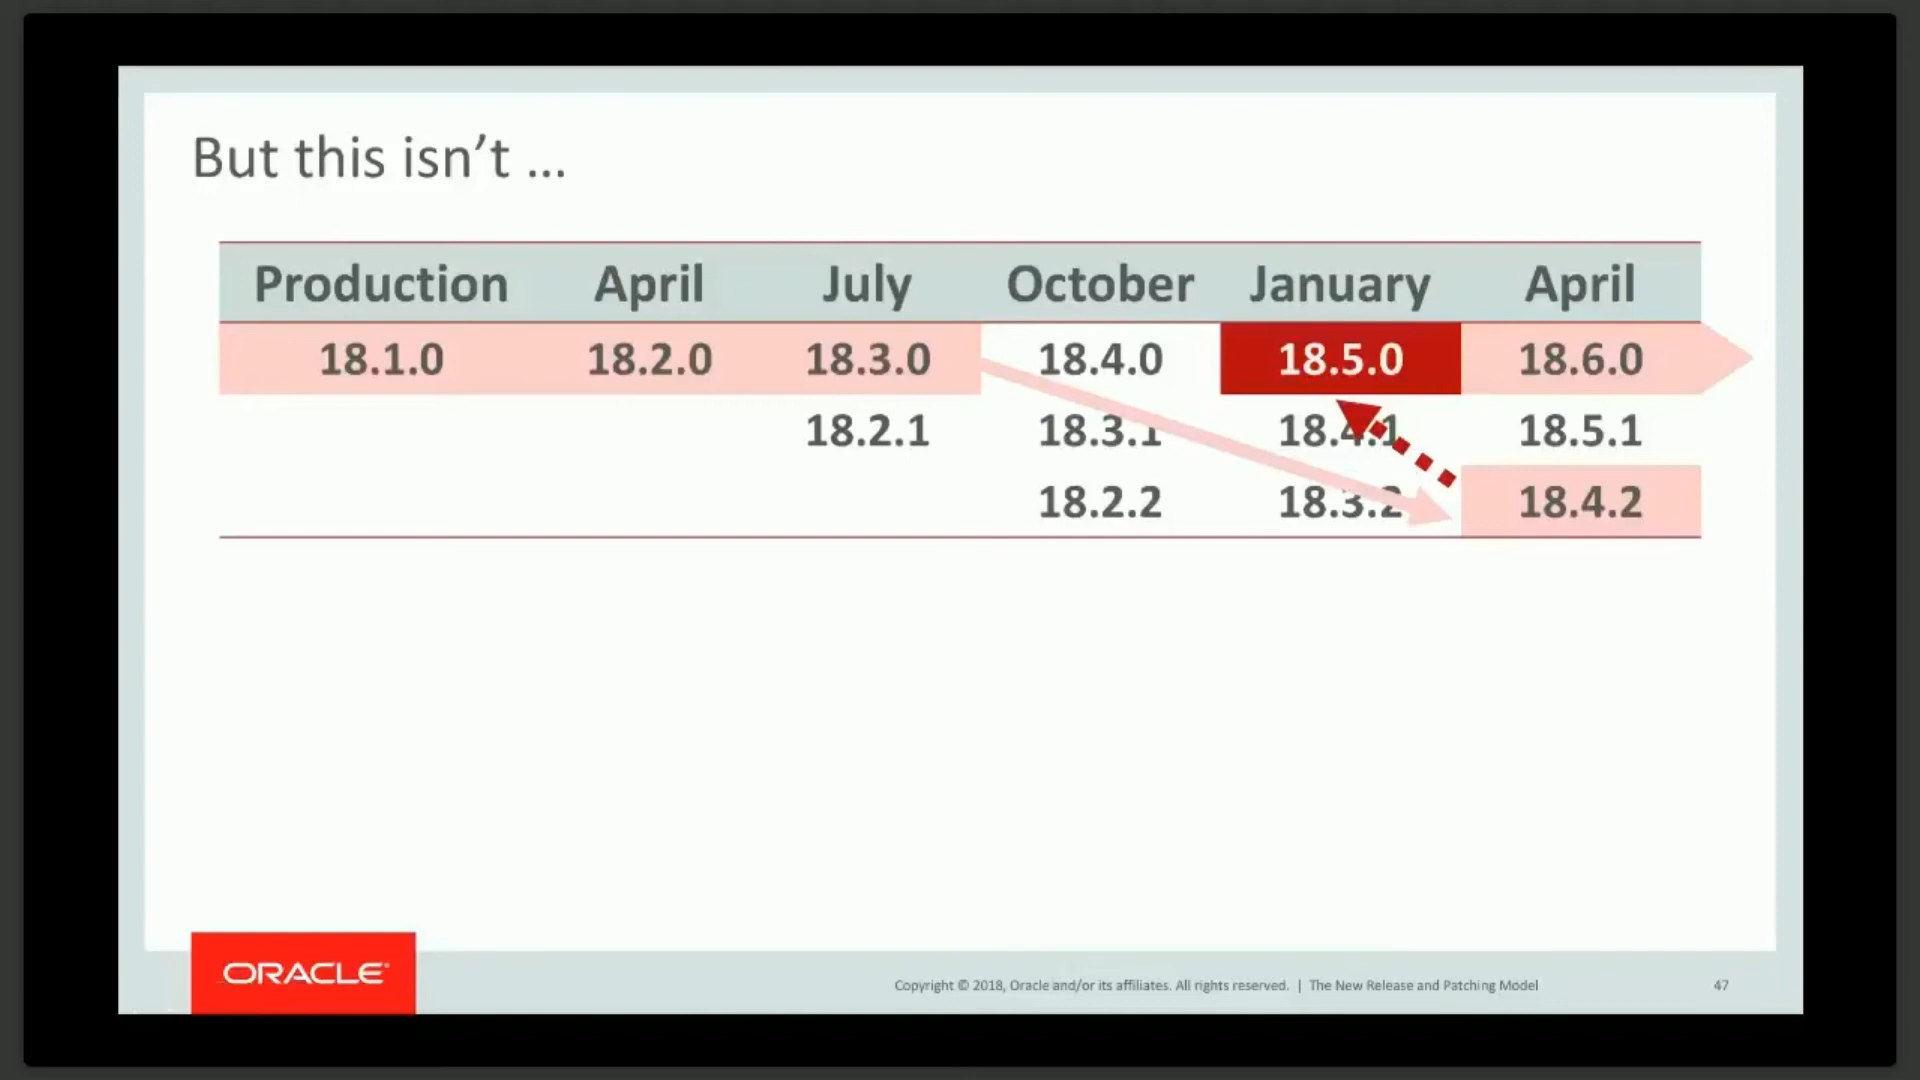 But this isn’t ...
Production April July October January April
18.1.0 18.2.0 18.3.0 18.4.0 18.5.0 18.6.0
18.2.1 18.3.1 18.4.1 18.5.1
18.2.2 18.3.2 18.4.2
ORACLE®
Copyright © 2018, Oracle and/or its affiliates. All rights reserved. | The New Release and Patching Model 47